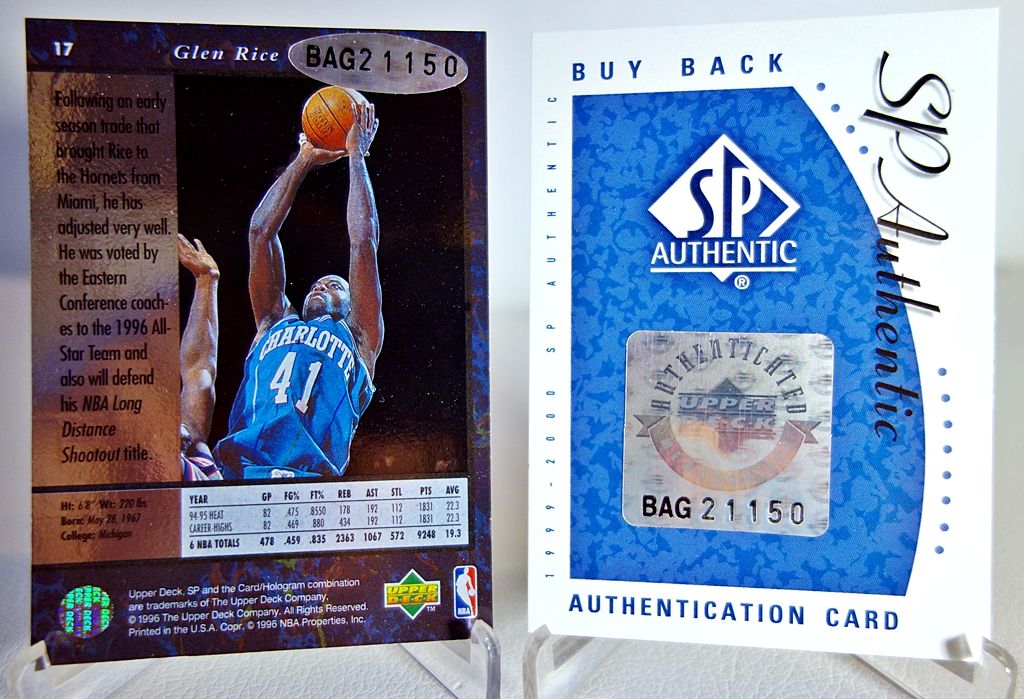 17
Glen Rice
BAG21150
Following an early
season trade that
brought Rice to
the Hornets from
Miami, he has
adjusted very well.
He was voted by
the Eastern
Conference coach-
es to the 1996 All-
Star Team and
also will defend
his NBA Long
Distance
Shootout title.
CHARLOTTE
41
Ht: 6'8" Wt: 220 lbs.
Born: May 28, 1967
College: Michigan
YEAR GP FG% FT% REB AST STL PTS AVG
94-95 HEAT 82 .475 .8550 178 192 112 1831 22.3
CAREER-HIGHS 82 .469 .880 434 192 112 1831 22.3
6 NBA TOTALS 478 .459 .835 2363 1067 572 9248 19.3
Upper Deck, SP and the Card/Hologram combination
are trademarks of The Upper Deck Company.
© 1996 The Upper Deck Company. All Rights Reserved.
Printed in the U.S.A. Copr. © 1996 NBA Properties, Inc.
UPPER
DECK
TM
NBA
BUY BACK
SP Authentic
1999-2000 SP AUTHENTIC
SP
AUTHENTIC
®
AUTHENTICATED
UPPER
DECK
BAG 21150
AUTHENTICATION CARD